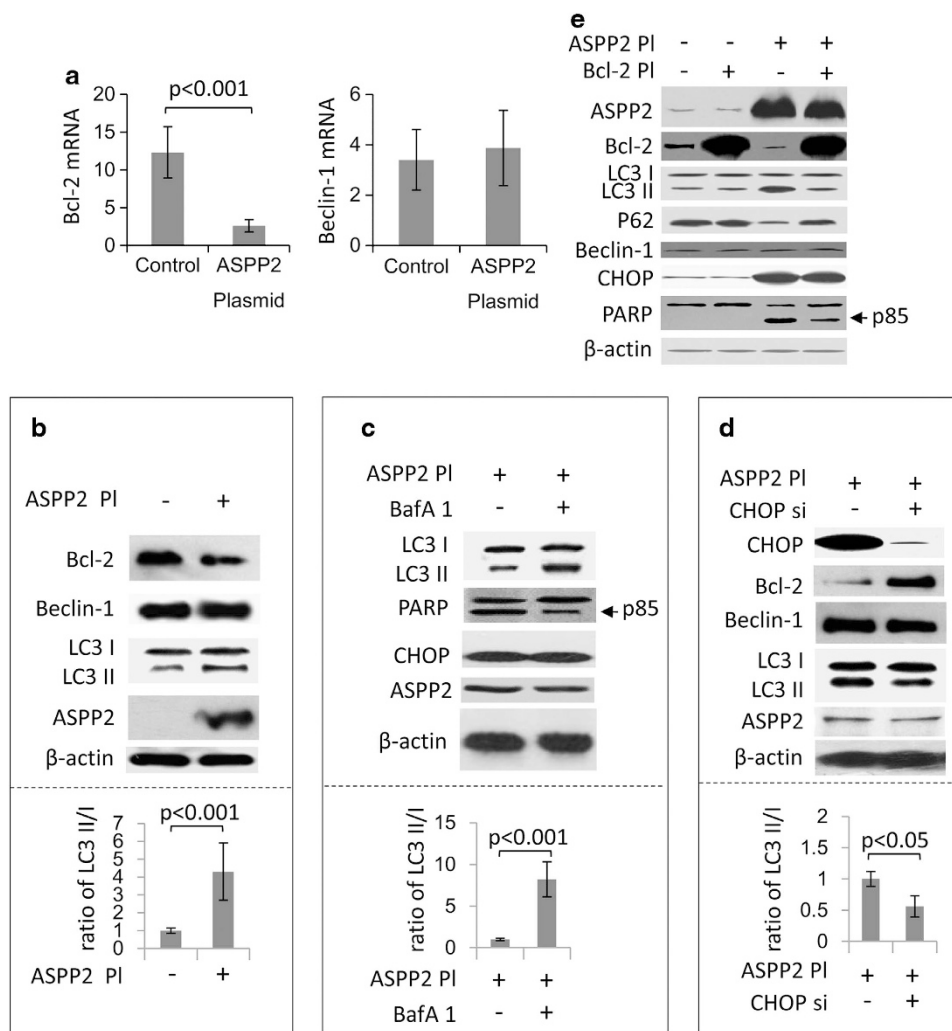 a
p<0.001
Bcl-2 mRNA
20
15
10
5
0
Control ASPP2
Plasmid
Beclin-1 mRNA
6
4
2
0
Control ASPP2
Plasmid
e
ASPP2 Pl - - + +
Bcl-2 Pl - + - +
ASPP2
Bcl-2
LC3 I
LC3 II
P62
Beclin-1
CHOP
PARP
p85
β-actin
b
ASPP2 Pl - +
Bcl-2
Beclin-1
LC3 I
LC3 II
ASPP2
β-actin
p<0.001
ratio of LC3 II/I
7
6
5
4
3
2
1
0
ASPP2 Pl - +
c
ASPP2 Pl + +
BafA 1 - +
LC3 I
LC3 II
PARP
p85
CHOP
ASPP2
β-actin
p<0.001
ratio of LC3 II/I
15
10
5
0
ASPP2 Pl + +
BafA 1 - +
d
ASPP2 Pl + +
CHOP si - +
CHOP
Bcl-2
Beclin-1
LC3 I
LC3 II
ASPP2
β-actin
p<0.05
ratio of LC3 II/I
2
1.5
1
0.5
0
ASPP2 Pl + +
CHOP si - +